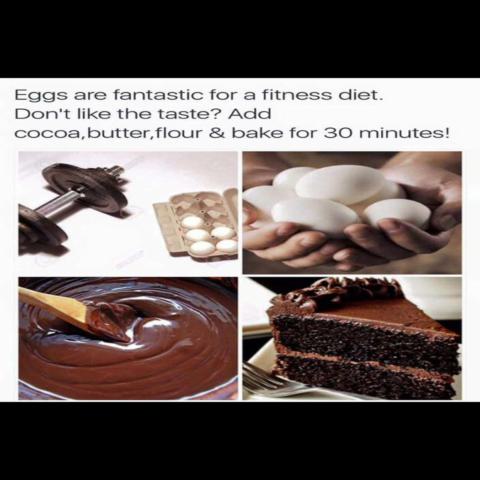 Eggs are fantastic for a fitness diet.
Don't like the taste? Add
cocoa,butter,flour & bake for 30 minutes!